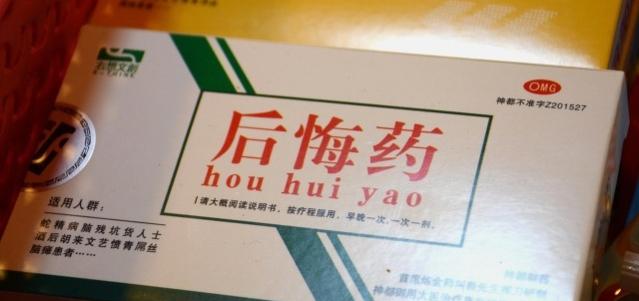 OMG
神都不准字Z201527
后悔药
hou hui yao
请大概阅读说明书，按疗程服用，早晚一次，一次一剂。
适用人群：
蛇精病脑残坑货人士
酒后胡来文艺愤青屌丝
脑瘫患者……